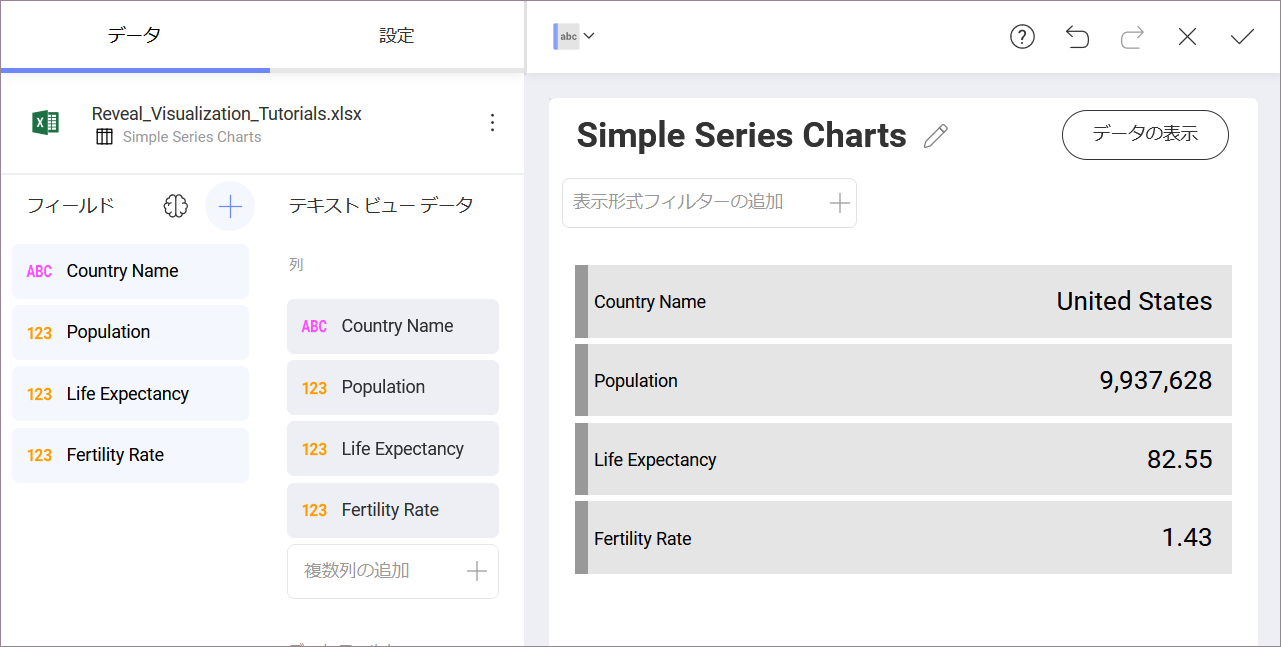 データ
設定
Reveal_Visualization_Tutorials.xlsx
Simple Series Charts
フィールド
ABC Country Name
123 Population
123 Life Expectancy
123 Fertility Rate
テキスト ビュー データ
列
ABC Country Name
123 Population
123 Life Expectancy
123 Fertility Rate
複数列の追加
abc
Simple Series Charts
データの表示
表示形式フィルターの追加
Country Name United States
Population 9,937,628
Life Expectancy 82.55
Fertility Rate 1.43